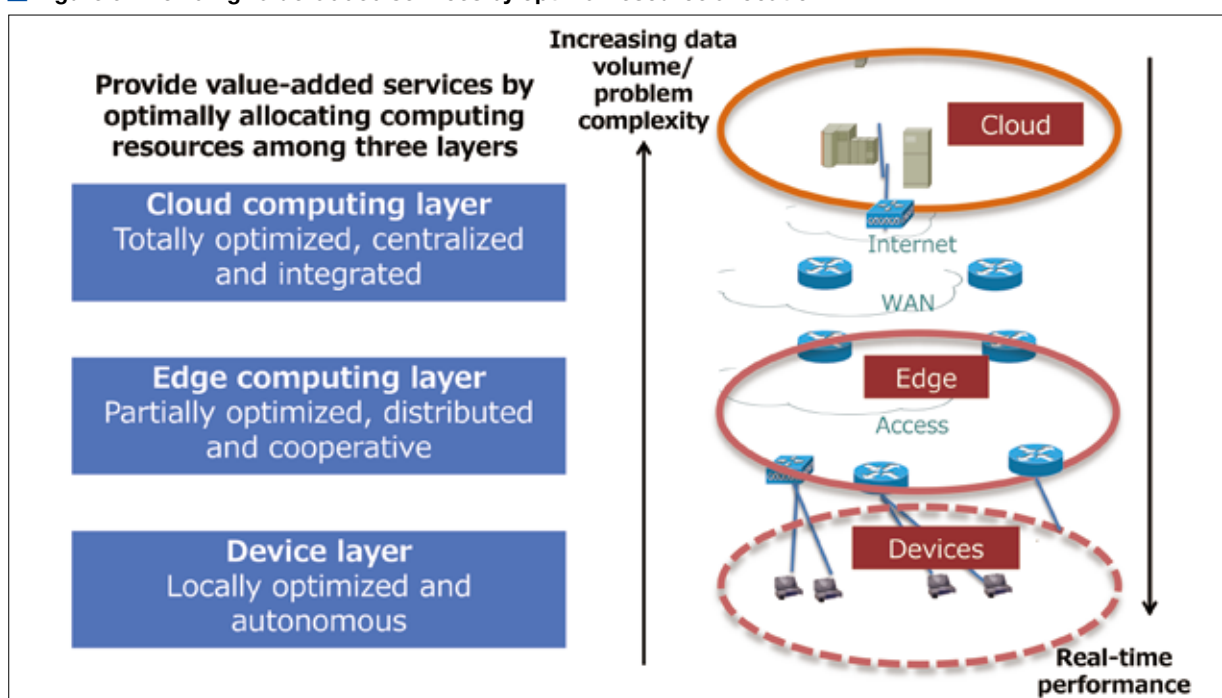 Provide value-added services by
optimally allocating computing
resources among three layers
Cloud computing layer
Totally optimized, centralized
and integrated
Edge computing layer
Partially optimized, distributed
and cooperative
Device layer
Locally optimized and
autonomous
Increasing data
volume/
problem
complexity
Cloud
Internet
WAN
Edge
Access
Devices
Real-time
performance